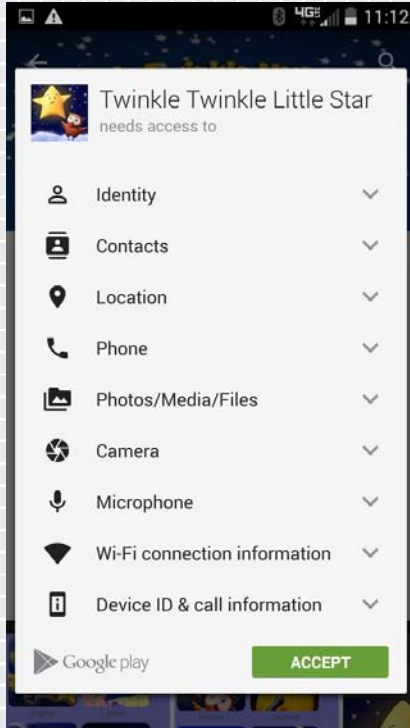 4G
11:12
Twinkle Twinkle Little Star
needs access to
Identity
Contacts
Location
Phone
Photos/Media/Files
Camera
Microphone
Wi-Fi connection information
Device ID & call information
Google play
ACCEPT